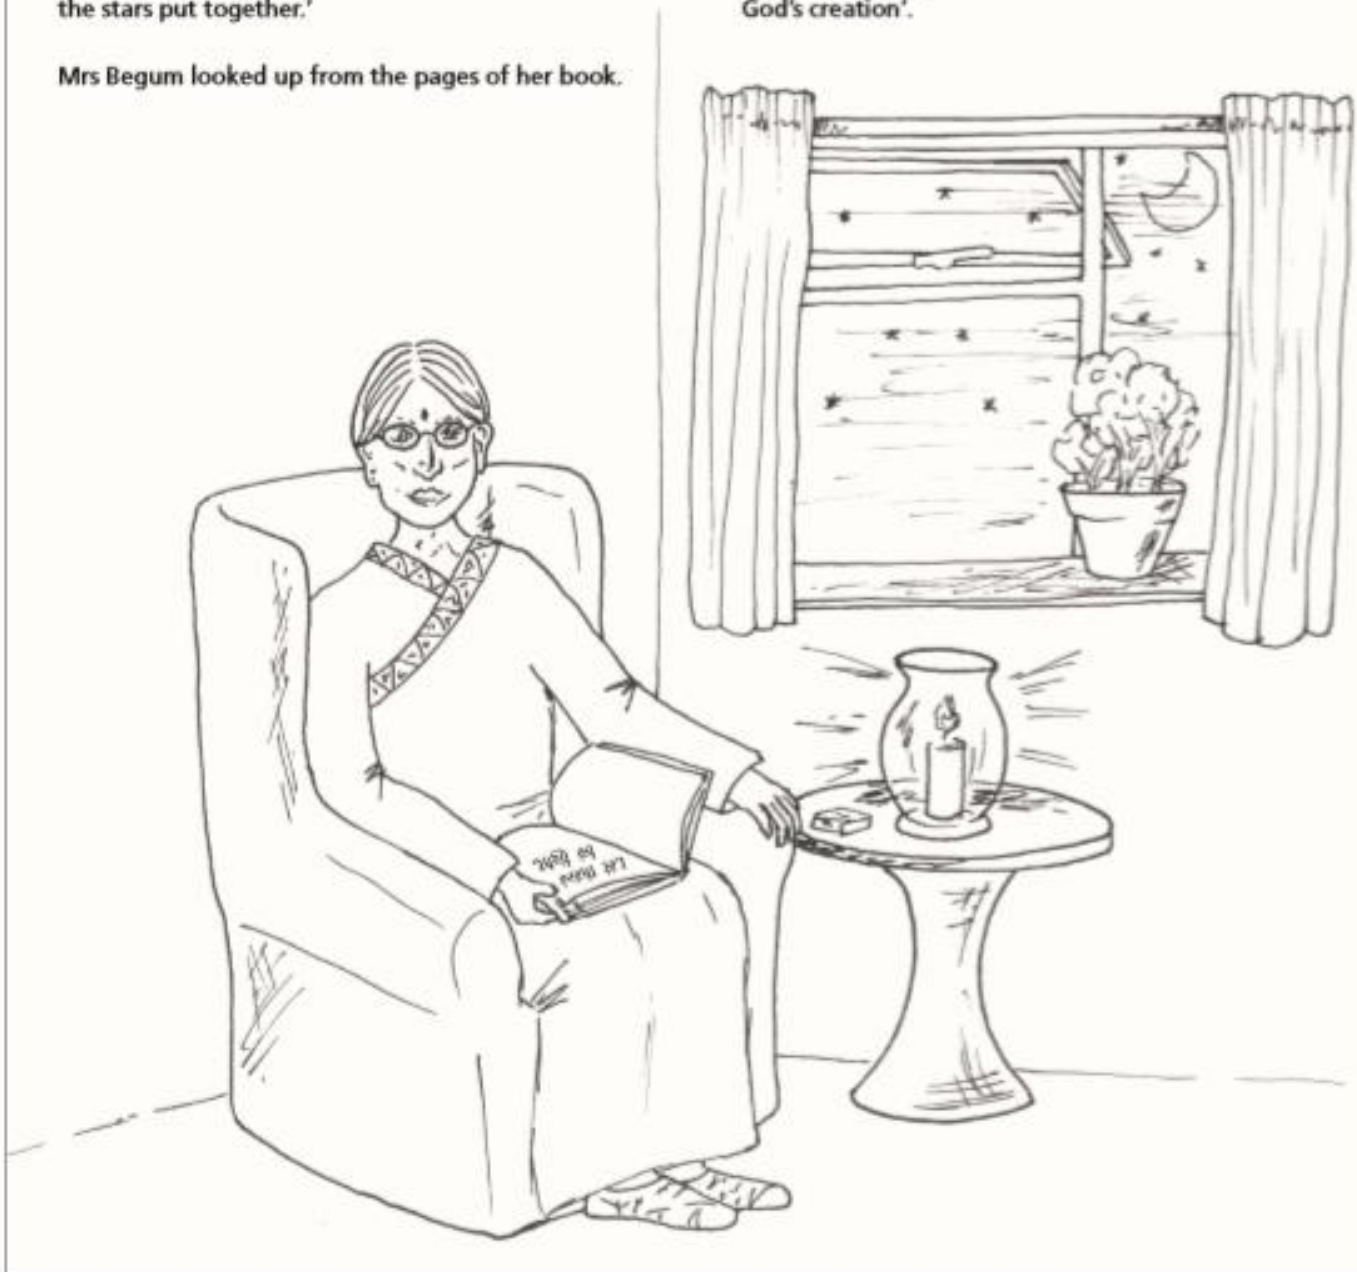 the stars put together.'
Mrs Begum looked up from the pages of her book.
God's creation'.